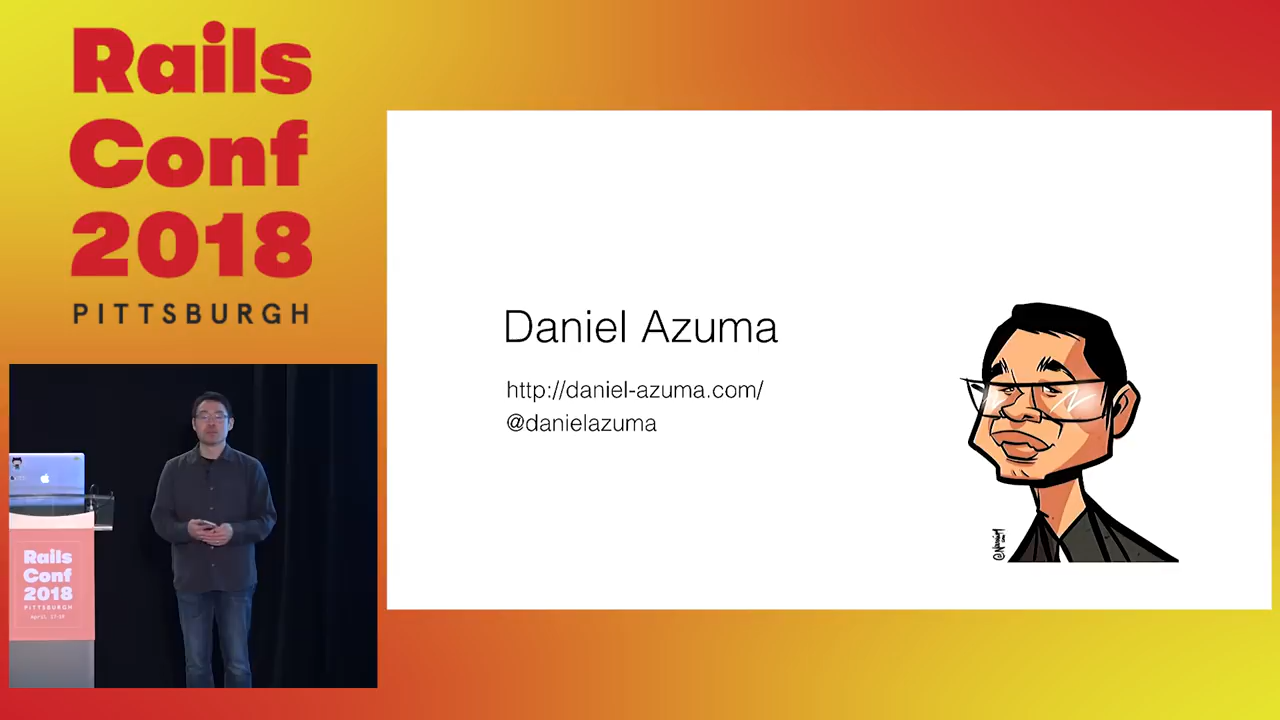 Rails
Conf
2018
PITTSBURGH
Daniel Azuma
http://daniel-azuma.com/
@danielazuma
Rails
Conf
2018
PITTSBURGH